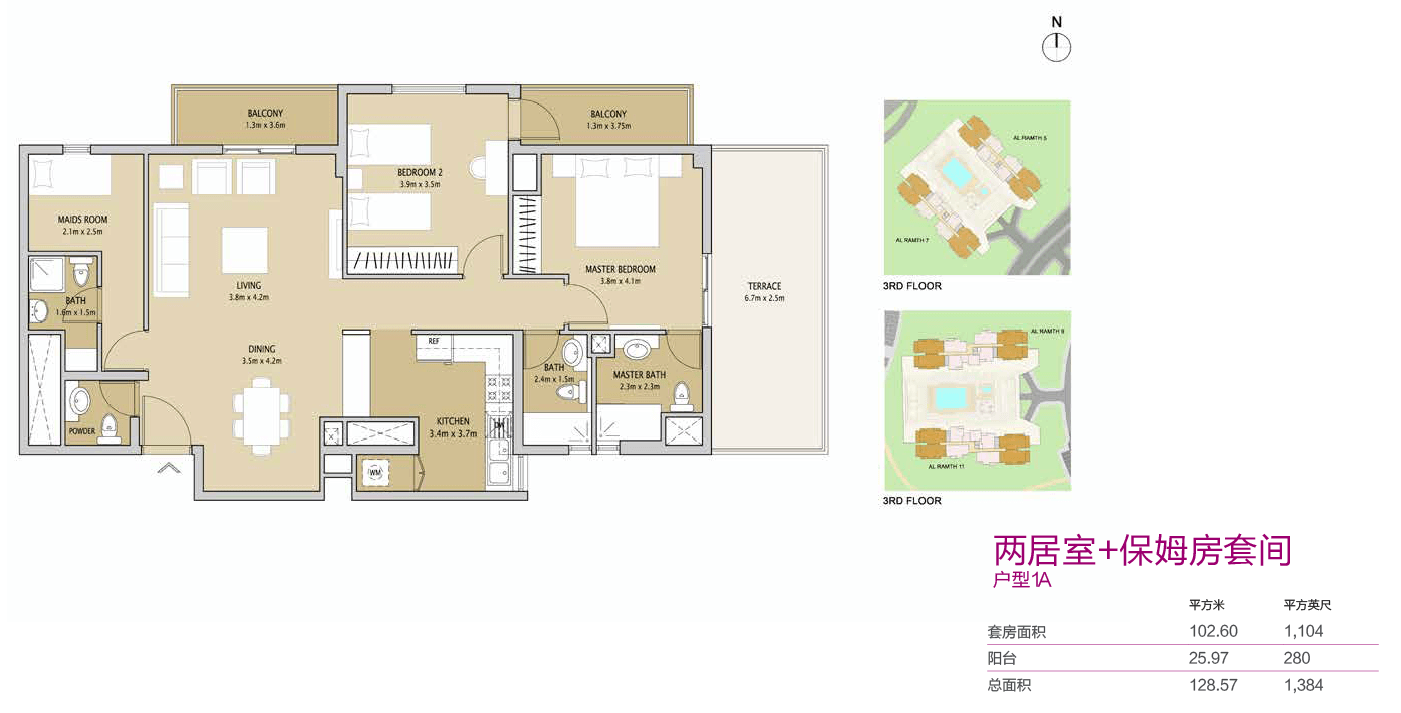 N
BALCONY
1.3m x 3.6m
BALCONY
1.3m x 3.75m
BEDROOM 2
3.9m x 3.5m
MAIDS ROOM
2.1m x 2.5m
MASTER BEDROOM
3.8m x 4.1m
LIVING
3.8m x 4.2m
TERRACE
6.7m x 2.5m
BATH
1.6m x 1.5m
DINING
3.5m x 4.2m
REF
BATH
2.4m x 1.5m
MASTER BATH
2.3m x 2.3m
POWDER
KITCHEN
3.4m x 3.7m
DW
WM
AL RAMTH 5
AL RAMTH 7
3RD FLOOR
AL RAMTH 9
AL RAMTH 11
3RD FLOOR
两居室+保姆房套间
户型1A
平方米 平方英尺
套房面积 102.60 1,104
阳台 25.97 280
总面积 128.57 1,384